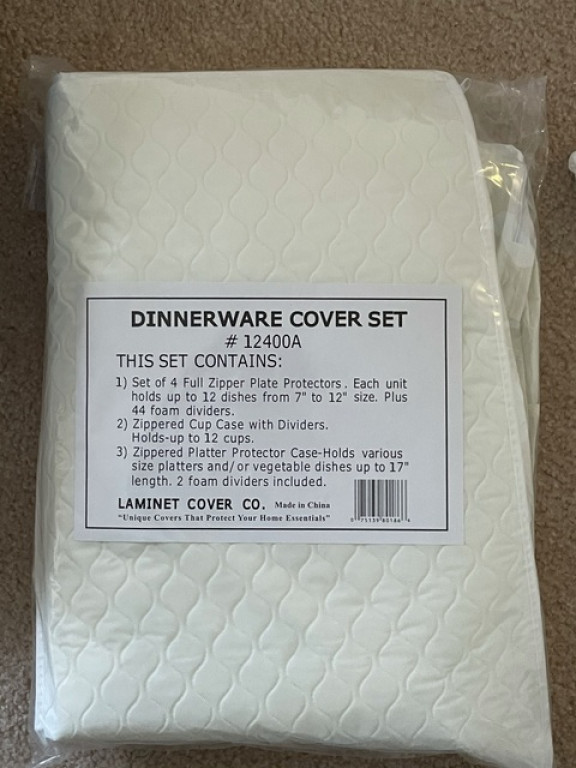 DINNERWARE COVER SET
# 12400A
THIS SET CONTAINS:
1) Set of 4 Full Zipper Plate Protectors. Each unit
holds up to 12 dishes from 7" to 12" size. Plus
44 foam dividers.
2) Zippered Cup Case with Dividers.
Holds-up to 12 cups.
3) Zippered Platter Protector Case-Holds various
size platters and/or vegetable dishes up to 17"
length. 2 foam dividers included.
LAMINET COVER CO. Made in China
"Unique Covers That Protect Your Home Essentials"